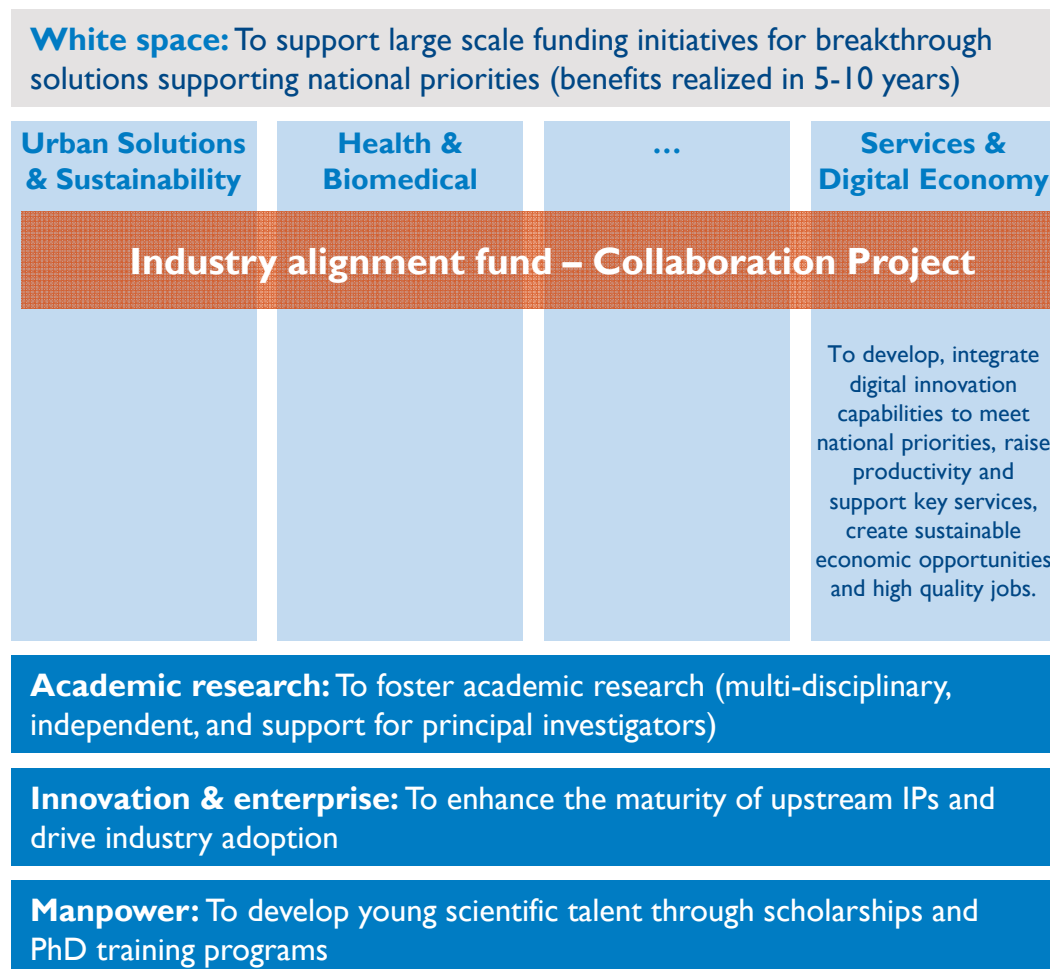 White space: To support large scale funding initiatives for breakthrough
solutions supporting national priorities (benefits realized in 5-10 years)
Urban Solutions
& Sustainability
Health &
Biomedical
...
Services &
Digital Economy
Industry alignment fund – Collaboration Project
To develop, integrate
digital innovation
capabilities to meet
national priorities, raise
productivity and
support key services,
create sustainable
economic opportunities
and high quality jobs.
Academic research: To foster academic research (multi-disciplinary,
independent, and support for principal investigators)
Innovation & enterprise: To enhance the maturity of upstream IPs and
drive industry adoption
Manpower: To develop young scientific talent through scholarships and
PhD training programs